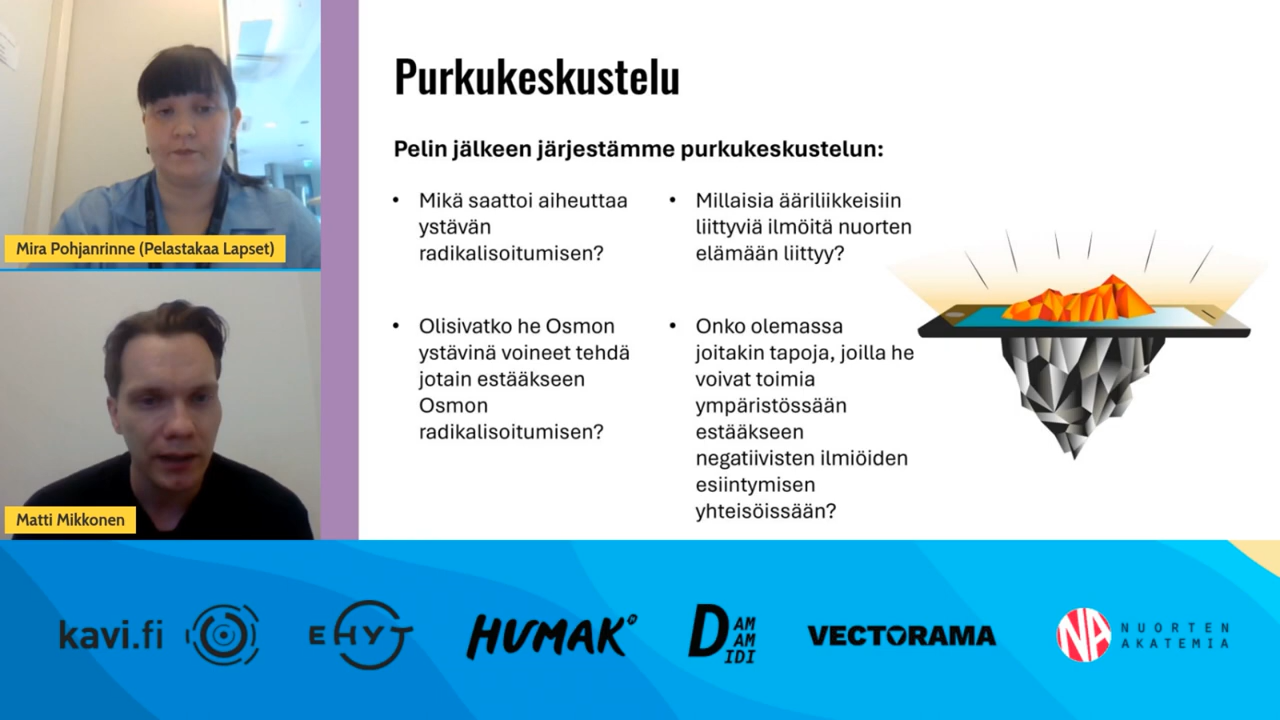 Purkukeskustelu
Pelin jälkeen järjestämme purkukeskustelun:
• Mikä saattoi aiheuttaa
ystävän
radikalisoitumisen?
• Olisivatko he Osmon
ystävinä voineet tehdä
jotain estääkseen
Osmon
radikalisoitumisen?
• Millaisia ääriliikkeisiin
liittyviä ilmöitä nuorten
elämään liittyy?
• Onko olemassa
joitakin tapoja, joilla he
voivat toimia
ympäristössään
estääkseen
negatiivisten ilmiöiden
esiintymisen
yhteisöissään?
Mira Pohjanrinne (Pelastakaa Lapset)
Matti Mikkonen
kavi.fi
EHYT
HUMAK
DAM
AM
IDI
VECTORAMA
NA NUORTEN
AKATEMIA